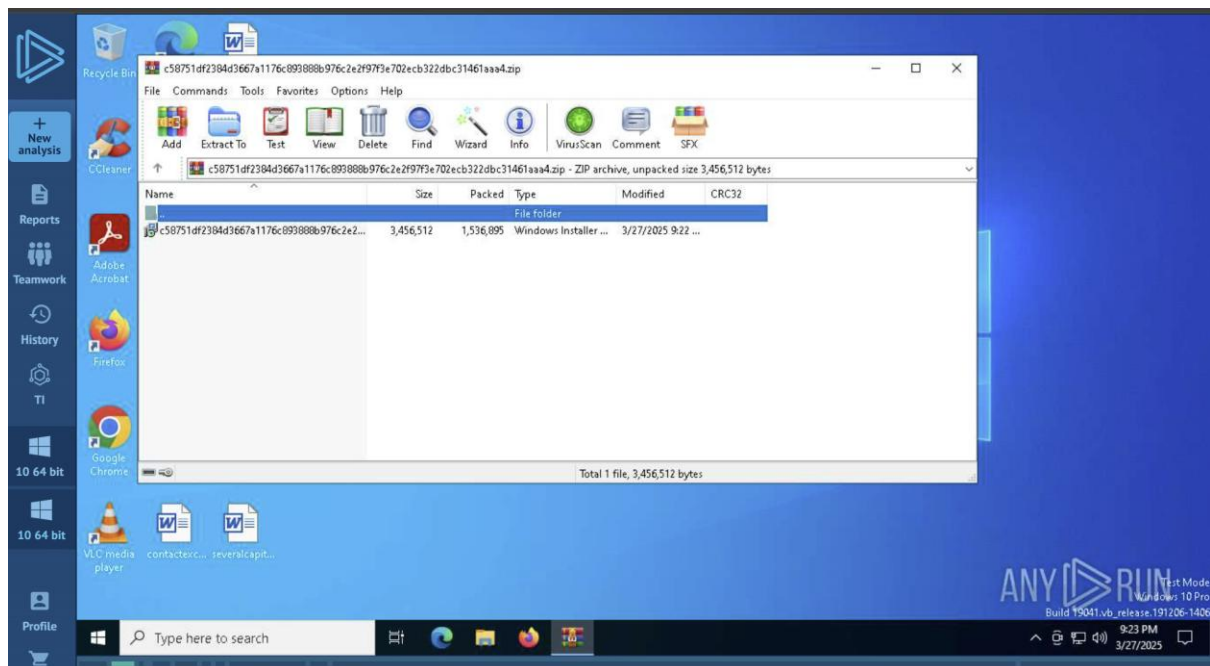 Recycle Bin
CCleaner
Adobe
Acrobat
Firefox
Google
Chrome
VLC media
player
contactexc...
severalcapit...
+
New
analysis
Reports
Teamwork
History
TI
10 64 bit
10 64 bit
Profile
c58751df2384d3667a1176c893888b976c2e2f97f3e702ecb322dbc31461aaa4.zip
File Commands Tools Favorites Options Help
Add Extract To Test View Delete Find Wizard Info VirusScan Comment SFX
c58751df2384d3667a1176c893888b976c2e2f97f3e702ecb322dbc31461aaa4.zip - ZIP archive, unpacked size 3,456,512 bytes
Name Size Packed Type Modified CRC32
.. File folder
c58751df2384d3667a1176c893888b976c2e2... 3,456,512 1,536,895 Windows Installer ... 3/27/2025 9:22 ...
Total 1 file, 3,456,512 bytes
ANY RUN
Test Mode
Windows 10 Pro
Build 19041.vb_release.191206-1406
Type here to search
9:23 PM
3/27/2025